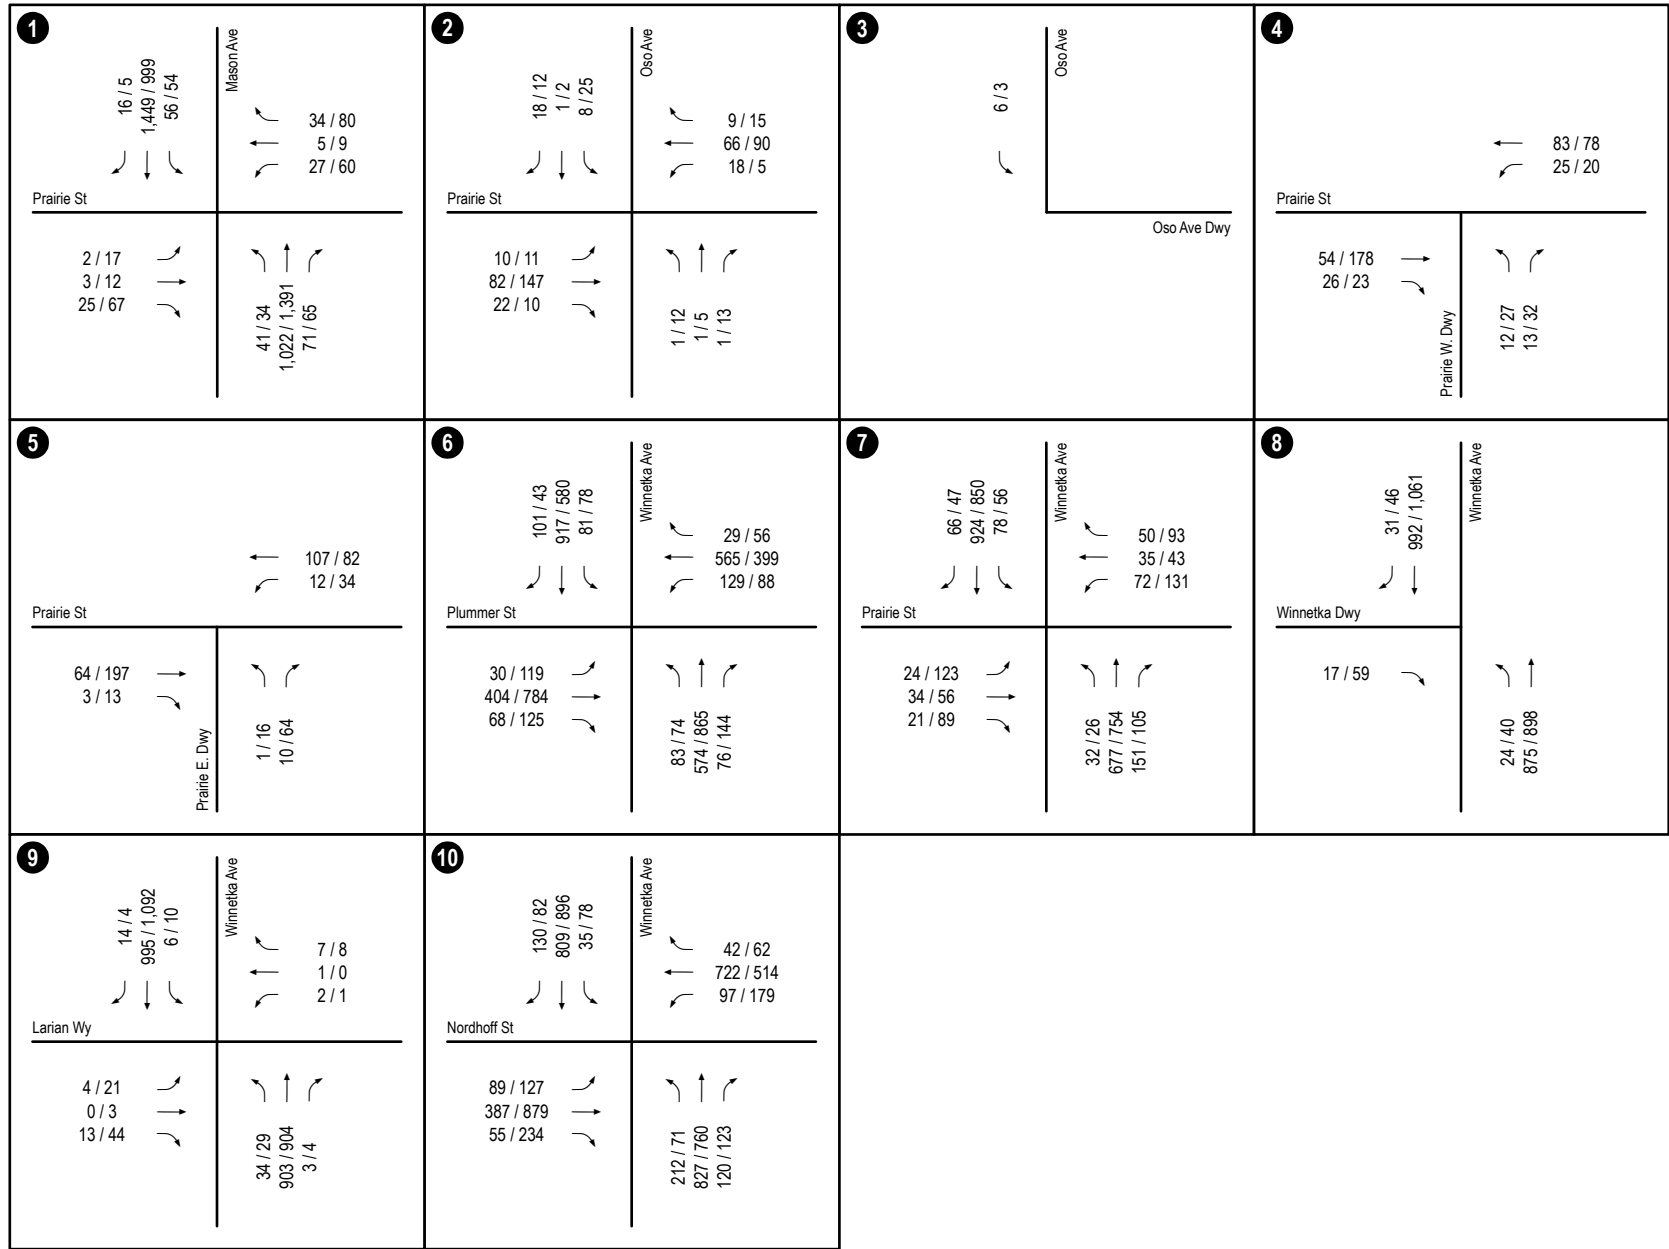 1
Mason Ave
16 / 5
1,449 / 999
56 / 54
34 / 80
5 / 9
27 / 60
Prairie St
2 / 17
3 / 12
25 / 67
41 / 34
1,022 / 1,391
71 / 65
2
Oso Ave
18 / 12
1 / 2
8 / 25
9 / 15
66 / 90
18 / 5
Prairie St
10 / 11
82 / 147
22 / 10
1 / 12
1 / 5
1 / 13
3
Oso Ave
6 / 3
Oso Ave Dwy
4
83 / 78
25 / 20
Prairie St
54 / 178
26 / 23
Prairie W. Dwy
12 / 27
13 / 32
5
107 / 82
12 / 34
Prairie St
64 / 197
3 / 13
Prairie E. Dwy
1 / 16
10 / 64
6
Winnetka Ave
101 / 43
917 / 580
81 / 78
29 / 56
565 / 399
129 / 88
Plummer St
30 / 119
404 / 784
68 / 125
83 / 74
574 / 865
76 / 144
7
Winnetka Ave
66 / 47
924 / 850
78 / 56
50 / 93
35 / 43
72 / 131
Prairie St
24 / 123
34 / 56
21 / 89
32 / 26
677 / 754
151 / 105
8
Winnetka Ave
31 / 46
992 / 1,061
Winnetka Dwy
17 / 59
24 / 40
875 / 898
9
Winnetka Ave
14 / 4
995 / 1,092
6 / 10
7 / 8
1 / 0
2 / 1
Larian Wy
4 / 21
0 / 3
13 / 44
34 / 29
903 / 904
3 / 4
10
Winnetka Ave
130 / 82
809 / 896
35 / 78
42 / 62
722 / 514
97 / 179
Nordhoff St
89 / 127
387 / 879
55 / 234
212 / 71
827 / 760
120 / 123